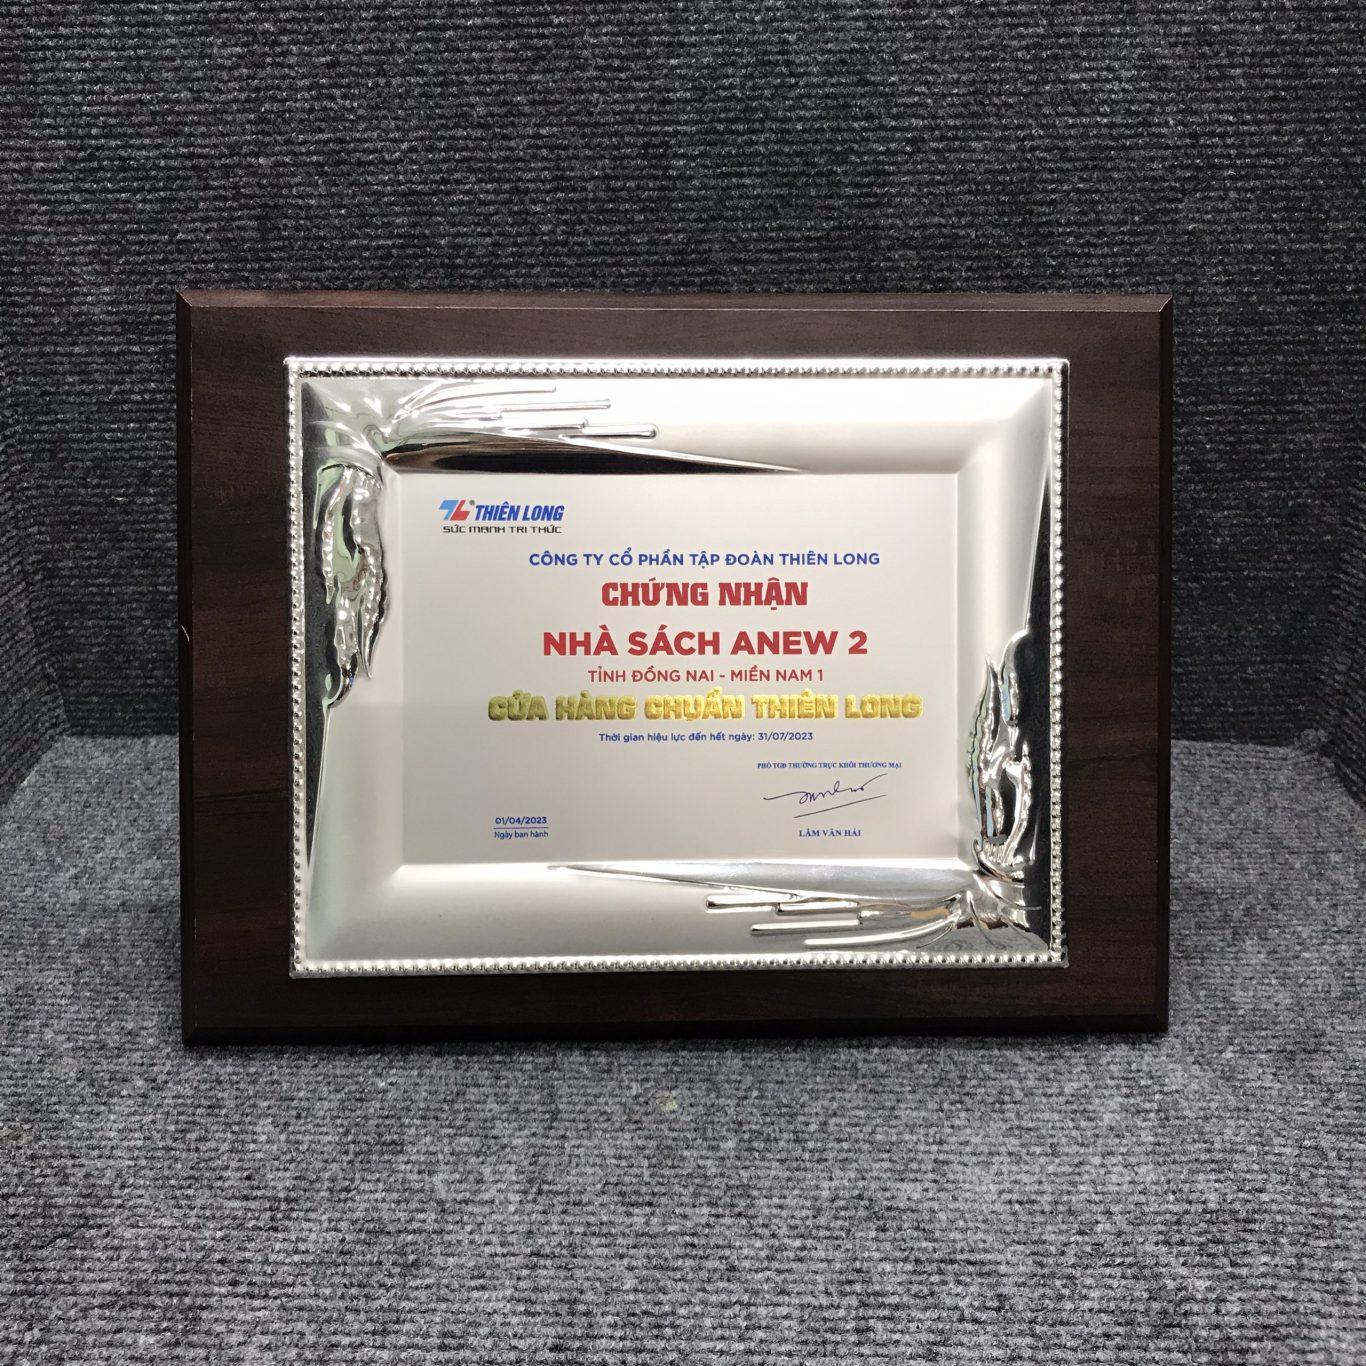 THIÊN LONG
SỨC MẠNH TRI THỨC
CÔNG TY CỔ PHẦN TẬP ĐOÀN THIÊN LONG
CHỨNG NHẬN
NHÀ SÁCH ANEW 2
TỈNH ĐỒNG NAI - MIỀN NAM 1
CỬA HÀNG CHUẨN THIÊN LONG
Thời gian hiệu lực đến hết ngày: 31/07/2023
PHÓ TGĐ THƯỜNG TRỰC KHỐI THƯƠNG MẠI
01/04/2023
Ngày ban hành
LÂM VĂN HẢI